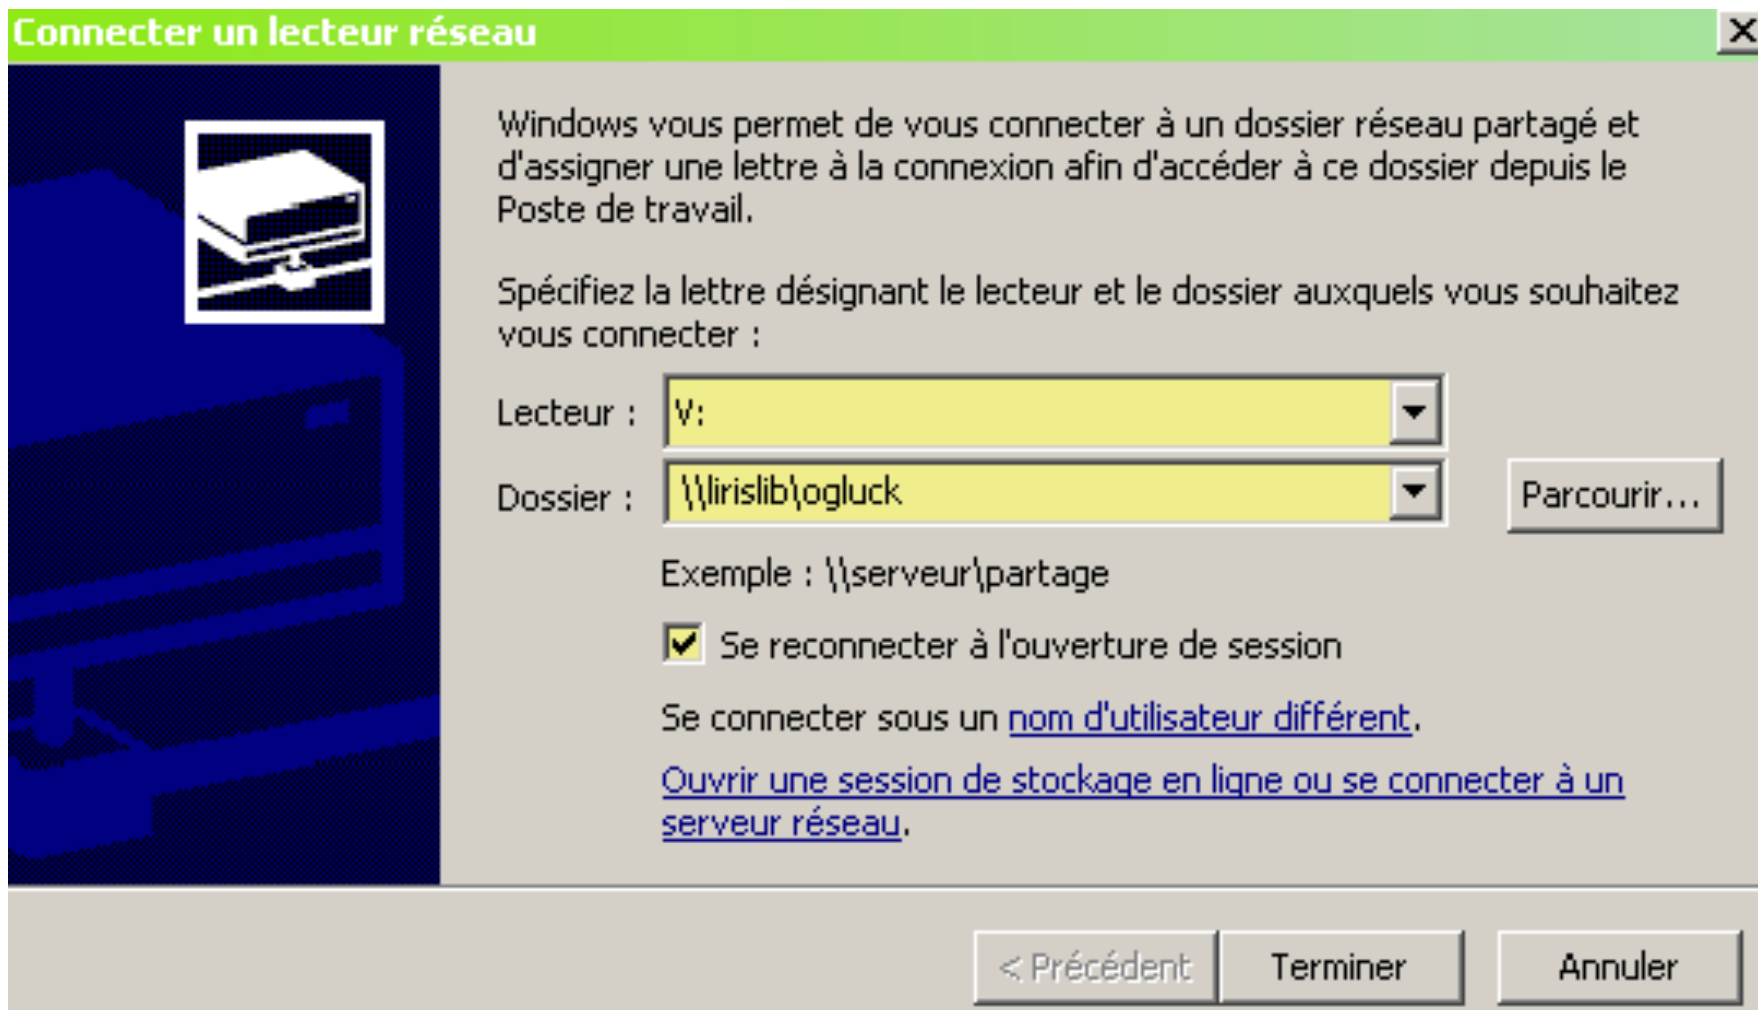 Connecter un lecteur réseau
Windows vous permet de vous connecter à un dossier réseau partagé et
d'assigner une lettre à la connexion afin d'accéder à ce dossier depuis le
Poste de travail.
Spécifiez la lettre désignant le lecteur et le dossier auxquels vous souhaitez
vous connecter :
Lecteur : V:
Dossier : \\lirislib\ogluck Parcourir...
Exemple : \\serveur\partage
Se reconnecter à l'ouverture de session
Se connecter sous un nom d'utilisateur différent.
Ouvrir une session de stockage en ligne ou se connecter à un
serveur réseau.
< Précédent Terminer Annuler